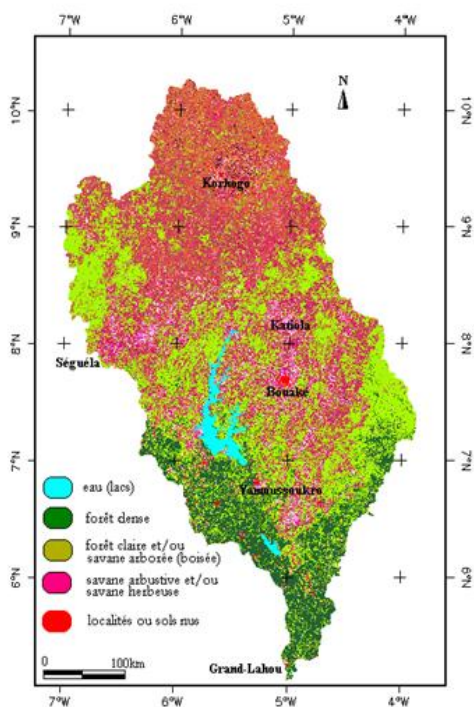 7°W 6°W 5°W 4°W
N
10°N 10°N
Korhogo
9°N 9°N
Katiola
8°N 8°N
Séguéla
Bouaké
7°N 7°N
eau (lacs)
Yamoussoukro
forêt dense
forêt claire et/ou
savane arborée (boisée)
6°N 6°N
savane arbustive et/ou
savane herbeuse
localités ou sols nus
0 100km
Grand-Lahou
7°W 6°W 5°W 4°W